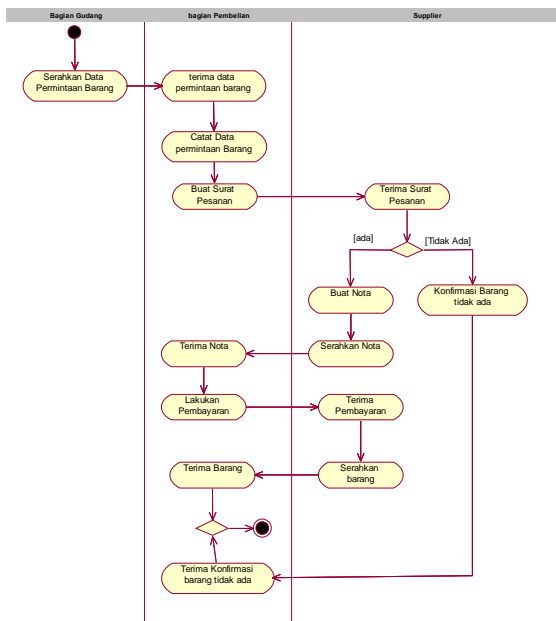 Bagian Gudang
bagian Pembelian
Supplier
Serahkan Data
Permintaan Barang
terima data
permintaan barang
Catat Data
permintaan Barang
Buat Surat
Pesanan
Terima Surat
Pesanan
[ada]
[Tidak Ada]
Buat Nota
Konfirmasi Barang
tidak ada
Terima Nota
Serahkan Nota
Lakukan
Pembayaran
Terima
Pembayaran
Terima Barang
Serahkan
barang
Terima Konfirmasi
barang tidak ada